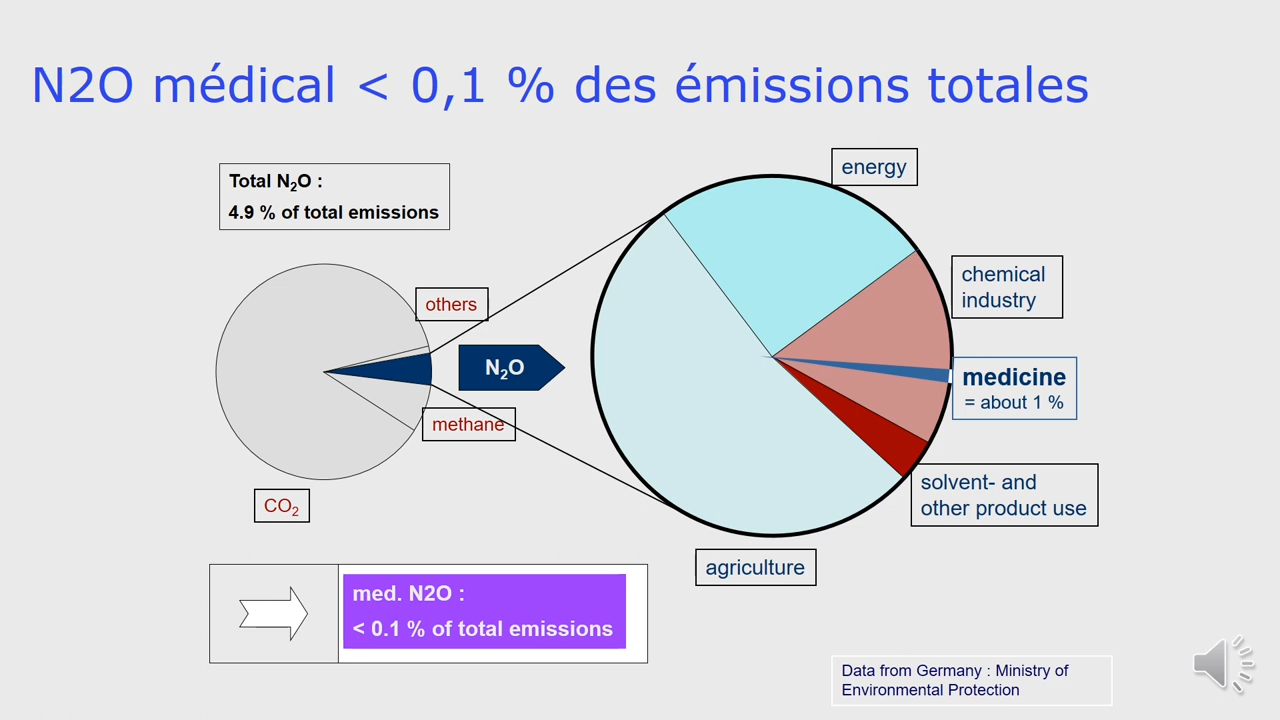 N2O médical < 0,1 % des émissions totales
Total N₂O :
4.9 % of total emissions
energy
chemical
industry
others
N₂O
medicine
= about 1 %
methane
solvent- and
other product use
CO₂
agriculture
med. N2O :
< 0.1 % of total emissions
Data from Germany : Ministry of
Environmental Protection